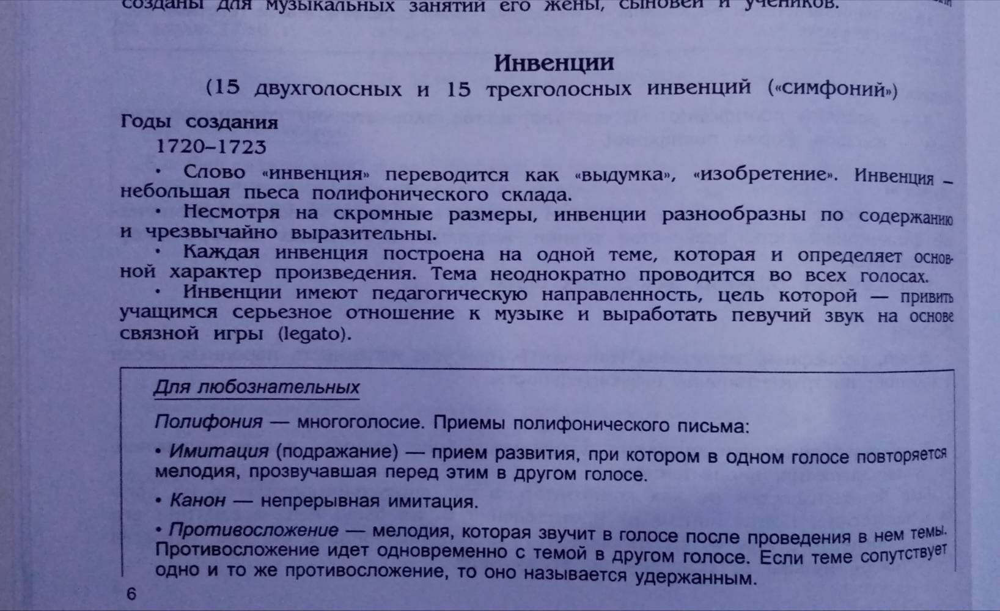 созданы для музыкальных занятий его жены, сыновей и учеников.
Инвенции
(15 двухголосных и 15 трехголосных инвенций («симфоний»)
Годы создания
1720–1723
• Слово «инвенция» переводится как «выдумка», «изобретение». Инвенция –
небольшая пьеса полифонического склада.
• Несмотря на скромные размеры, инвенции разнообразны по содержанию
и чрезвычайно выразительны.
• Каждая инвенция построена на одной теме, которая и определяет основ-
ной характер произведения. Тема неоднократно проводится во всех голосах.
• Инвенции имеют педагогическую направленность, цель которой — привить
учащимся серьезное отношение к музыке и выработать певучий звук на основе
связной игры (legato).
Для любознательных
Полифония — многоголосие. Приемы полифонического письма:
• Имитация (подражание) — прием развития, при котором в одном голосе повторяется
мелодия, прозвучавшая перед этим в другом голосе.
• Канон — непрерывная имитация.
• Противосложение — мелодия, которая звучит в голосе после проведения в нем темы.
Противосложение идет одновременно с темой в другом голосе. Если теме сопутствует
одно и то же противосложение, то оно называется удержанным.
6